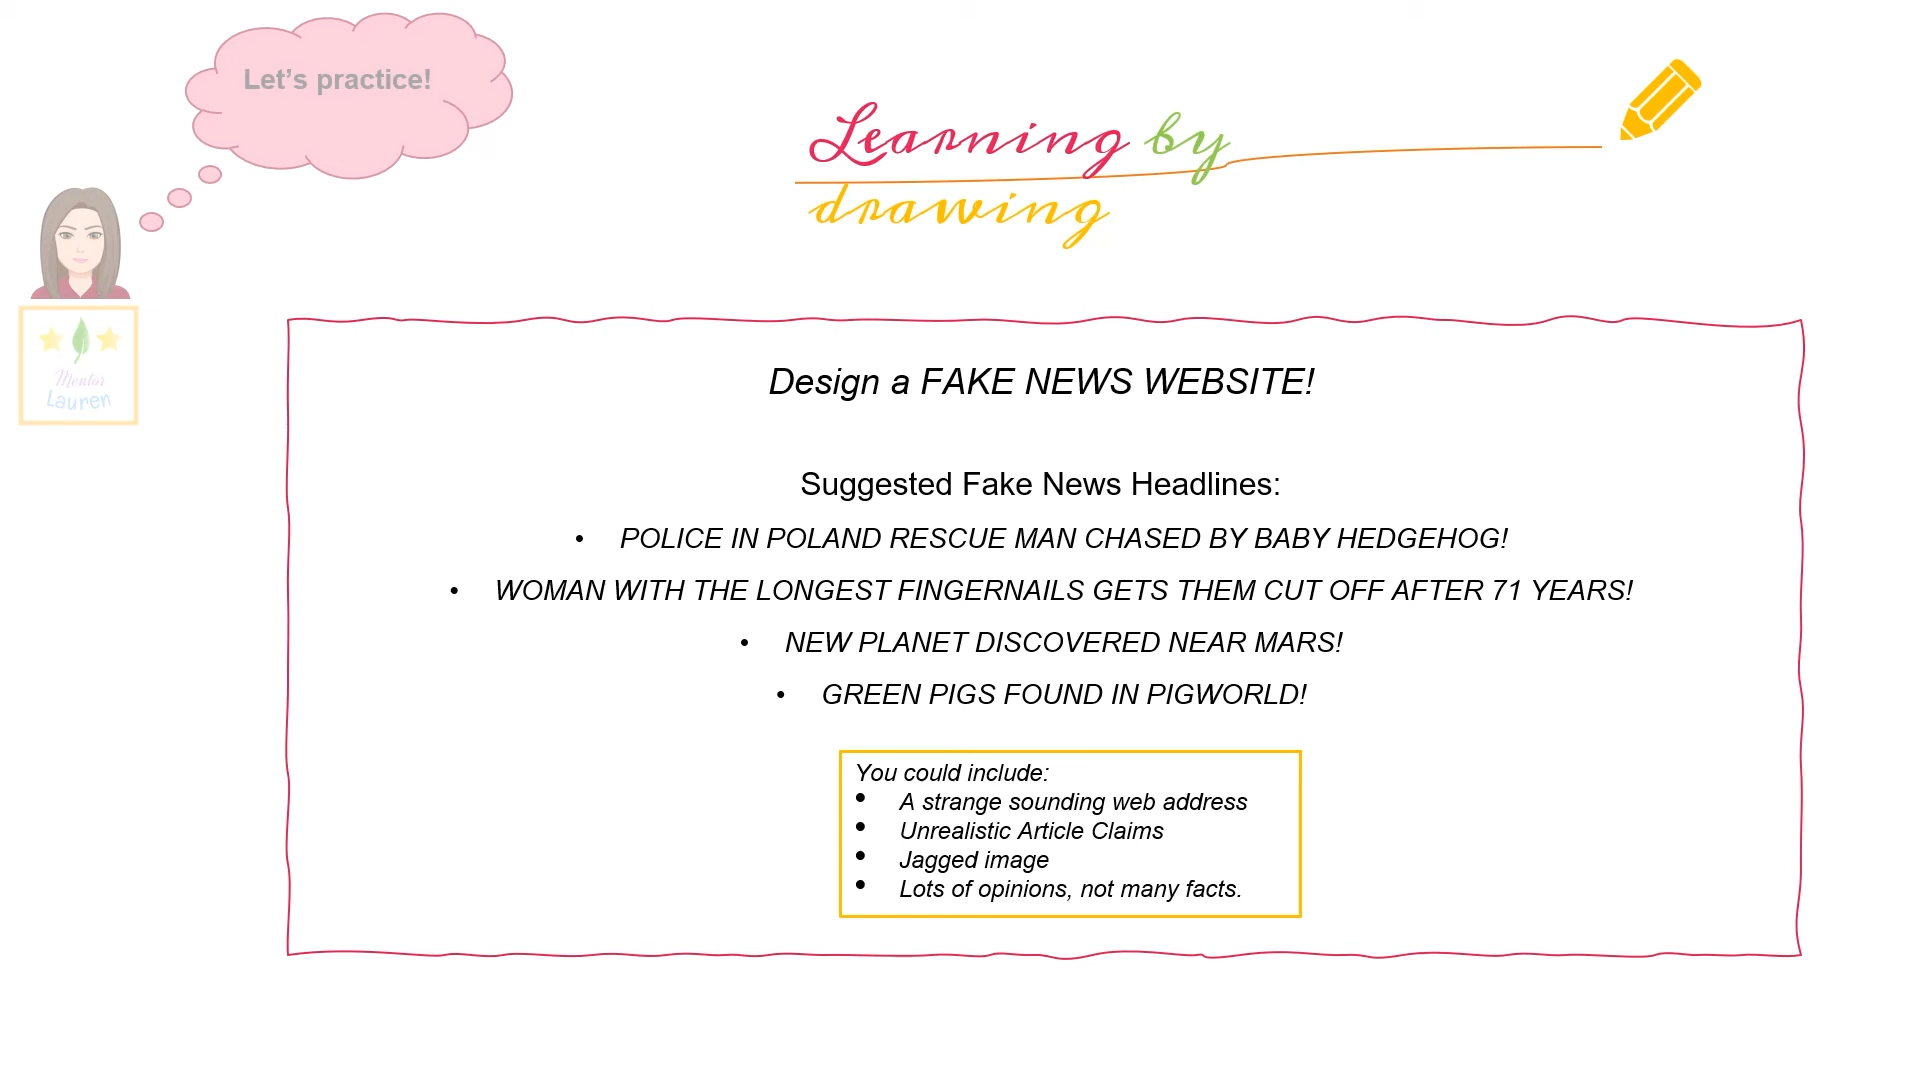 Let’s practice!
Learning by
drawing
Mentor
Lauren
Design a FAKE NEWS WEBSITE!
Suggested Fake News Headlines:
• POLICE IN POLAND RESCUE MAN CHASED BY BABY HEDGEHOG!
• WOMAN WITH THE LONGEST FINGERNAILS GETS THEM CUT OFF AFTER 71 YEARS!
• NEW PLANET DISCOVERED NEAR MARS!
• GREEN PIGS FOUND IN PIGWORLD!
You could include:
• A strange sounding web address
• Unrealistic Article Claims
• Jagged image
• Lots of opinions, not many facts.